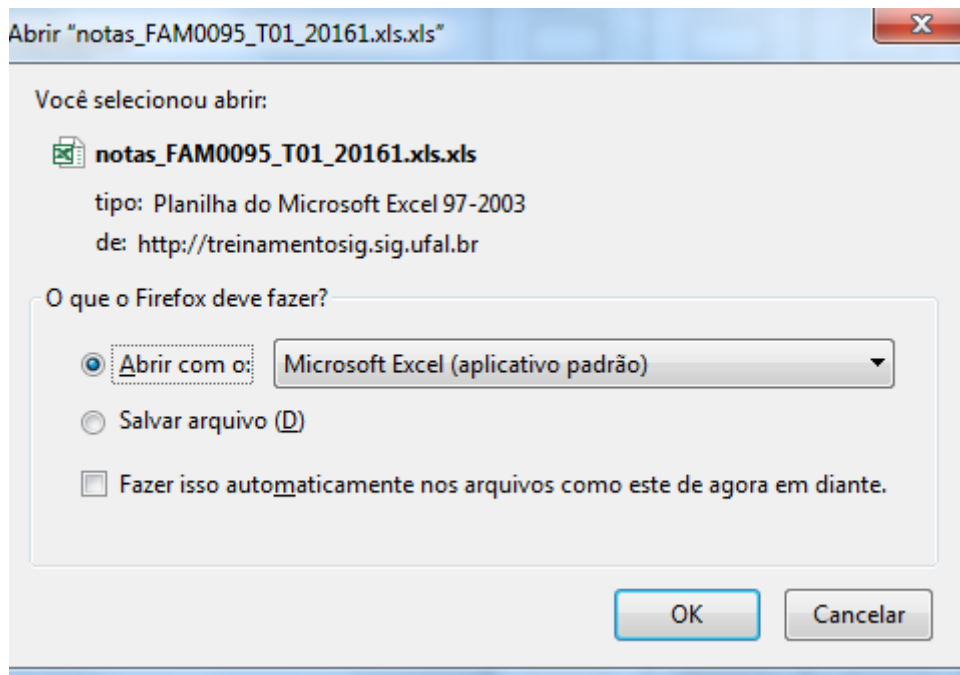 Abrir "notas_FAM0095_T01_20161.xls.xls"
Você selecionou abrir:
notas_FAM0095_T01_20161.xls.xls
tipo: Planilha do Microsoft Excel 97-2003
de: http://treinamentosig.sig.ufal.br
O que o Firefox deve fazer?
Abrir com o: Microsoft Excel (aplicativo padrão)
Salvar arquivo (D)
Fazer isso automaticamente nos arquivos como este de agora em diante.
OK Cancelar